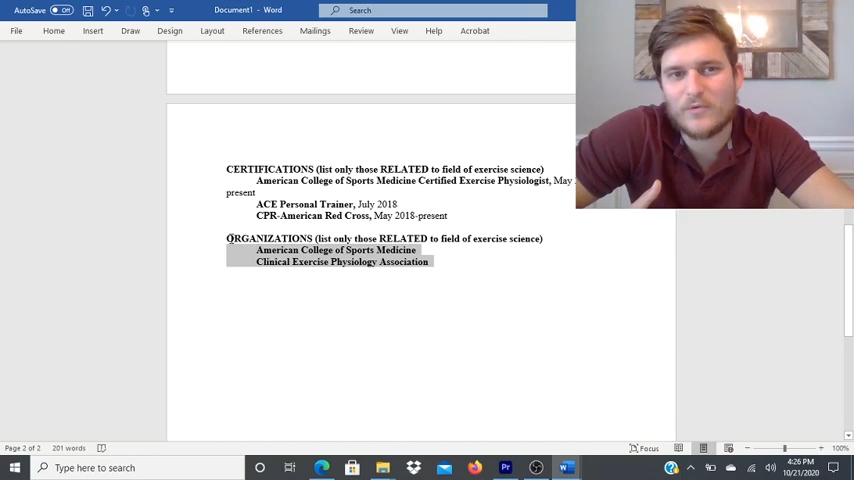 AutoSave Off Document1 - Word Search
File Home Insert Draw Design Layout References Mailings Review View Help Acrobat
CERTIFICATIONS (list only those RELATED to field of exercise science)
American College of Sports Medicine Certified Exercise Physiologist, May
present
ACE Personal Trainer, July 2018
CPR-American Red Cross, May 2018-present
ORGANIZATIONS (list only those RELATED to field of exercise science)
American College of Sports Medicine
Clinical Exercise Physiology Association
Page 2 of 2 201 words Focus 100%
Type here to search
4:26 PM
10/21/2020